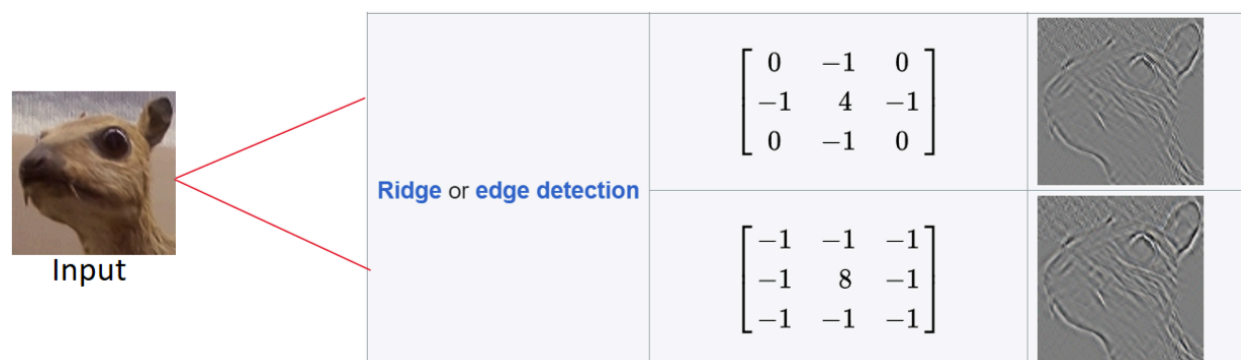 Input
Ridge or edge detection
0 −1 0
−1 4 −1
0 −1 0
−1 −1 −1
−1 8 −1
−1 −1 −1